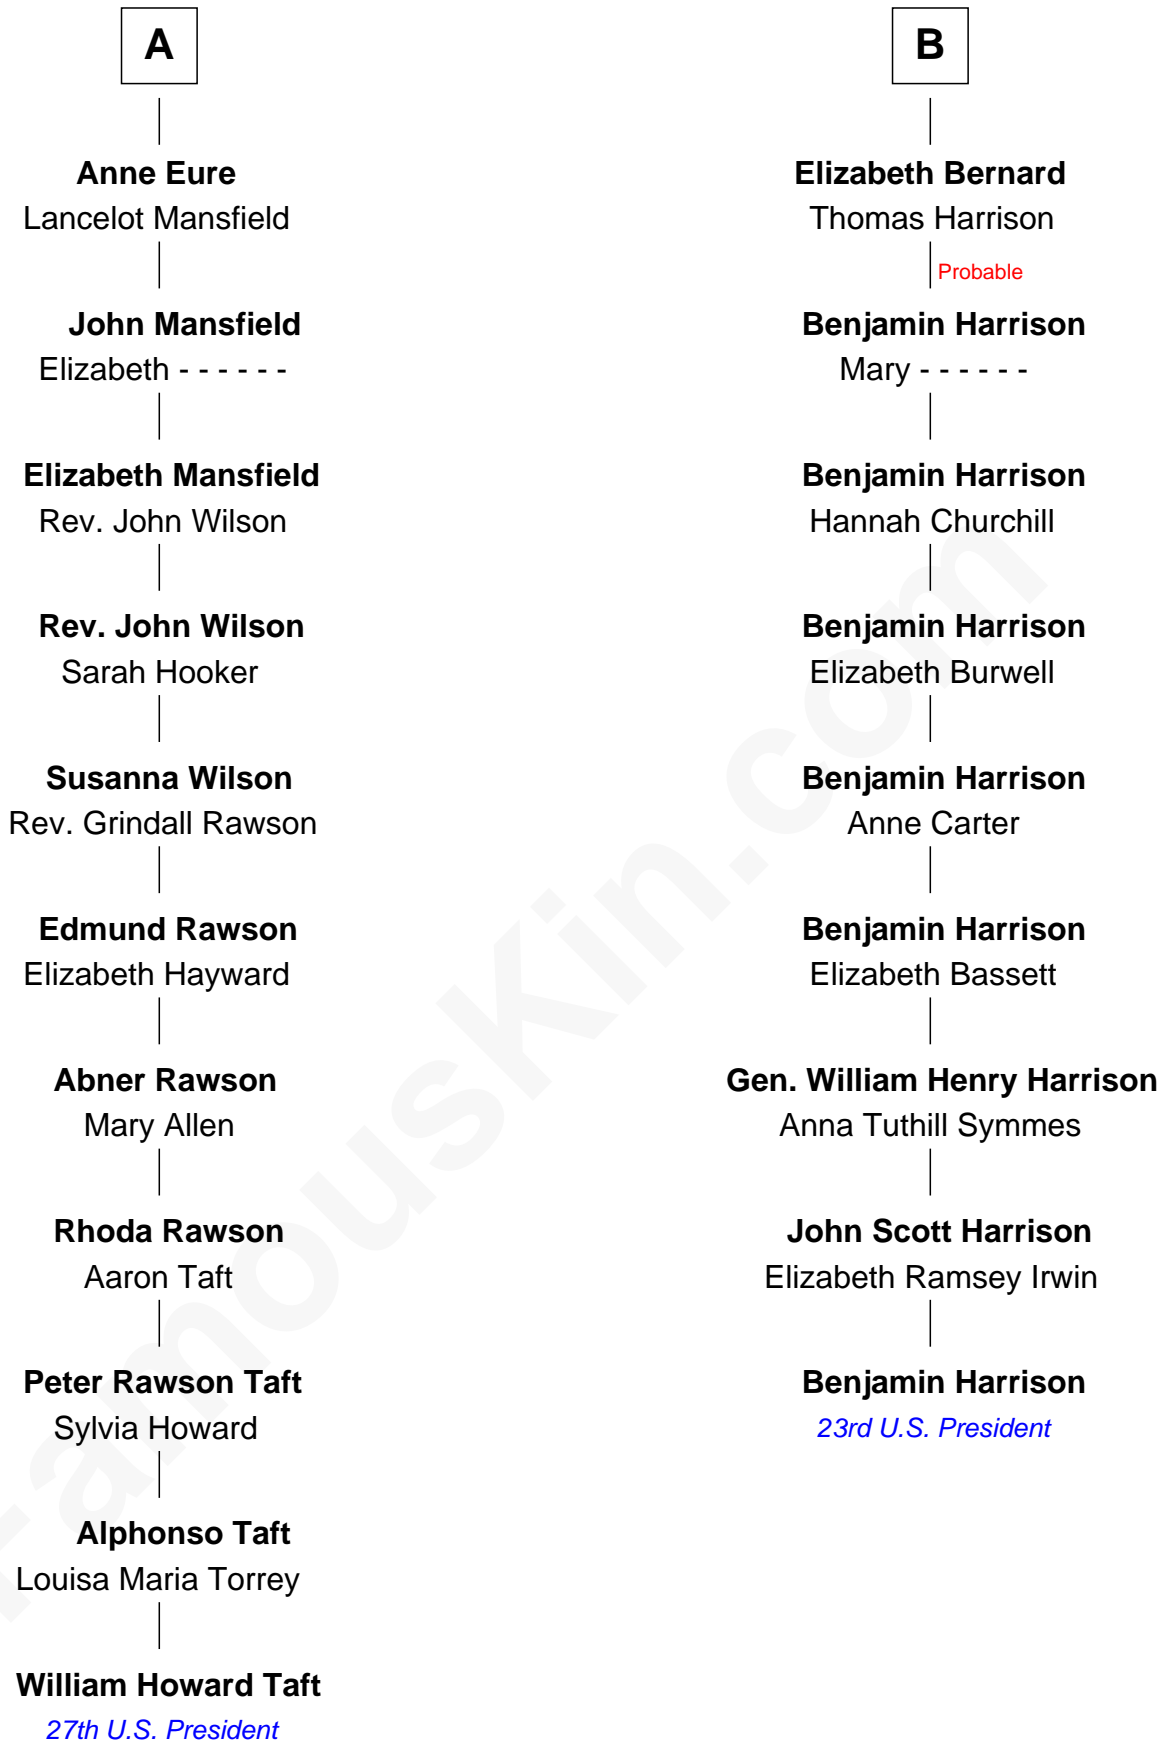 A
Anne Eure
Lancelot Mansfield
John Mansfield
Elizabeth - - - - - -
Elizabeth Mansfield
Rev. John Wilson
Rev. John Wilson
Sarah Hooker
Susanna Wilson
Rev. Grindall Rawson
Edmund Rawson
Elizabeth Hayward
Abner Rawson
Mary Allen
Rhoda Rawson
Aaron Taft
Peter Rawson Taft
Sylvia Howard
Alphonso Taft
Louisa Maria Torrey
William Howard Taft
27th U.S. President
B
Elizabeth Bernard
Thomas Harrison
Probable
Benjamin Harrison
Mary - - - - - -
Benjamin Harrison
Hannah Churchill
Benjamin Harrison
Elizabeth Burwell
Benjamin Harrison
Anne Carter
Benjamin Harrison
Elizabeth Bassett
Gen. William Henry Harrison
Anna Tuthill Symmes
John Scott Harrison
Elizabeth Ramsey Irwin
Benjamin Harrison
23rd U.S. President
FamousKin.com